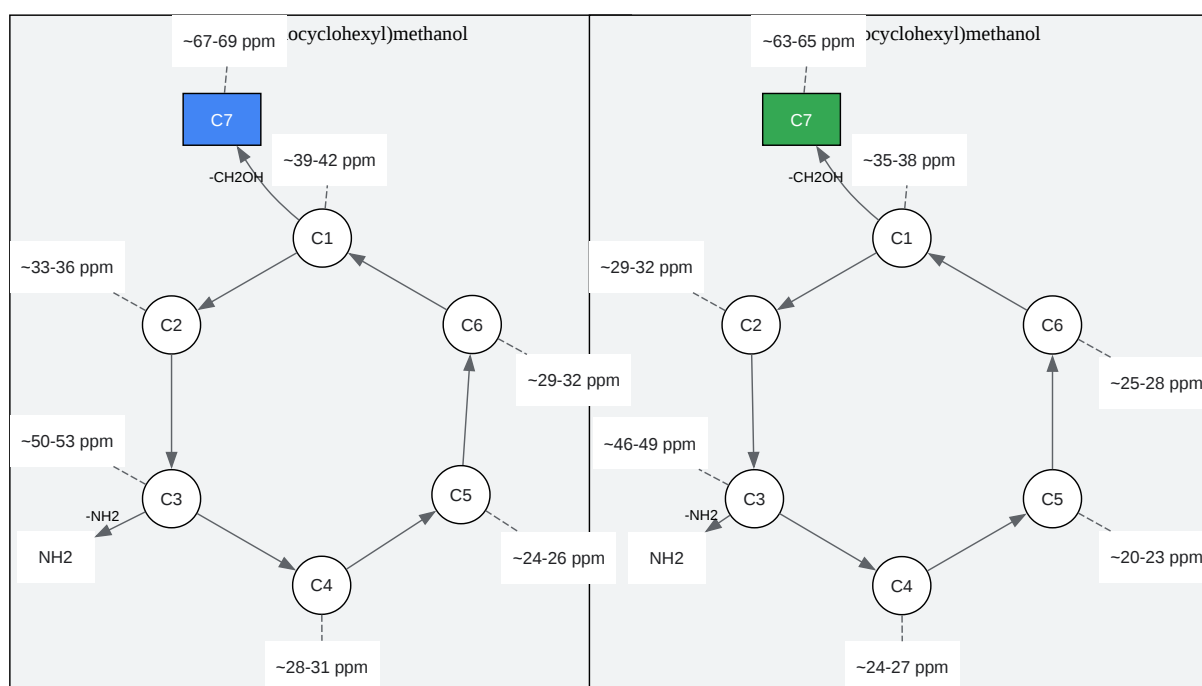 ~67-69 ppm
ocyclohexyl)methanol
C7
~39-42 ppm
-CH2OH
C1
~33-36 ppm
C2
C6
~29-32 ppm
~50-53 ppm
C3
C5
-NH2
NH2
~24-26 ppm
C4
~28-31 ppm
~63-65 ppm
ocyclohexyl)methanol
C7
~35-38 ppm
-CH2OH
C1
~29-32 ppm
C2
C6
~25-28 ppm
~46-49 ppm
C3
C5
-NH2
NH2
~20-23 ppm
C4
~24-27 ppm